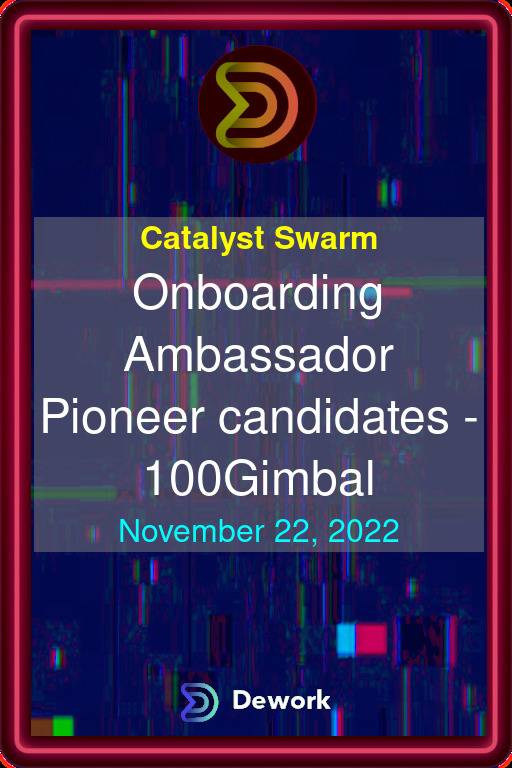 Catalyst Swarm
Onboarding
Ambassador
Pioneer candidates -
100Gimbal
November 22, 2022
Dework